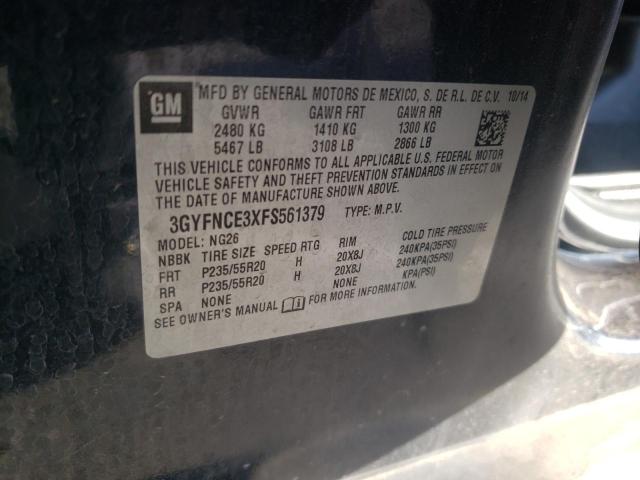 GM
MFD BY GENERAL MOTORS DE MEXICO, S. DE R.L. DE C.V. 10/14
GVWR GAWR FRT GAWR RR
2480 KG 1410 KG 1300 KG
5467 LB 3108 LB 2866 LB
THIS VEHICLE CONFORMS TO ALL APPLICABLE U.S. FEDERAL MOTOR
VEHICLE SAFETY AND THEFT PREVENTION STANDARDS IN EFFECT ON
THE DATE OF MANUFACTURE SHOWN ABOVE.
3GYFNCE3XFS561379 TYPE: M.P.V.
MODEL: NG26
NBBK TIRE SIZE SPEED RTG RIM COLD TIRE PRESSURE
FRT P235/55R20 H 20X8J 240KPA(35PSI)
RR P235/55R20 H 20X8J 240KPA(35PSI)
SPA NONE NONE KPA(PSI)
SEE OWNER'S MANUAL FOR MORE INFORMATION.